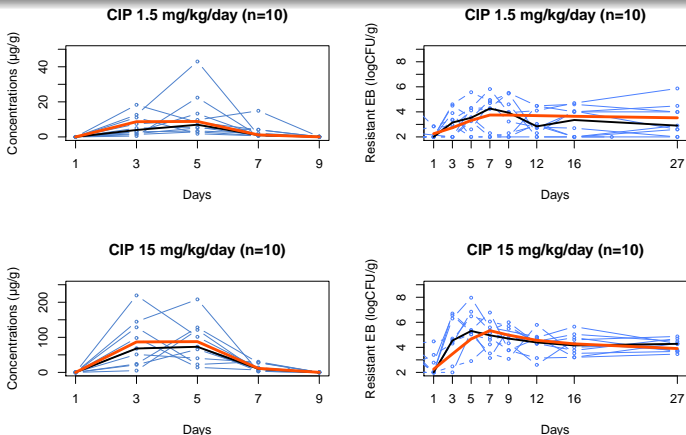 CIP 1.5 mg/kg/day (n=10)
Concentrations (µg/g)
0 20 40
1 3 5 7 9
Days
CIP 1.5 mg/kg/day (n=10)
Resistant EB (logCFU/g)
2 4 6 8
1 3 5 7 9 12 16 27
Days
CIP 15 mg/kg/day (n=10)
Concentrations (µg/g)
0 100 200
1 3 5 7 9
Days
CIP 15 mg/kg/day (n=10)
Resistant EB (logCFU/g)
2 4 6 8
1 3 5 7 9 12 16 27
Days